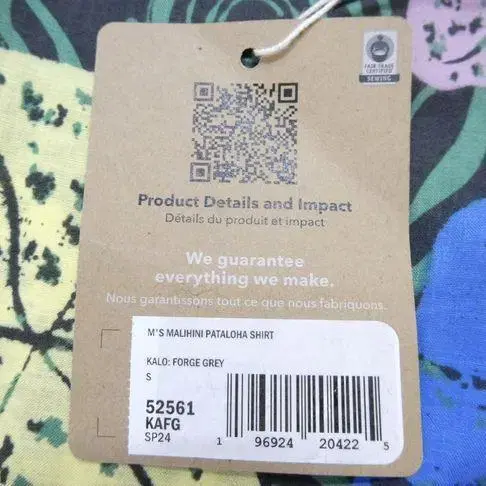 FAIR TRADE
CERTIFIED
SEWING
Product Details and Impact
Détails du produit et impact
We guarantee
everything we make.
Nous garantissons tout ce que nous fabriquons.
M'S MALIHINI PATALOHA SHIRT
KALO: FORGE GREY
S
52561
KAFG
SP24
1 96924 20422 5